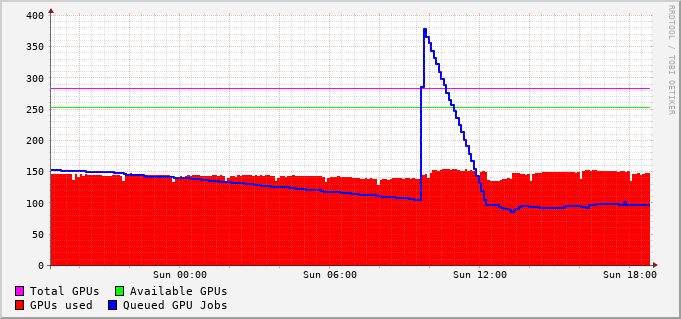 400
350
300
250
200
150
100
50
0
Sun 00:00 Sun 06:00 Sun 12:00 Sun 18:00
Total GPUs Available GPUs
GPUs used Queued GPU Jobs
RRDTOOL / TOBI OETIKER